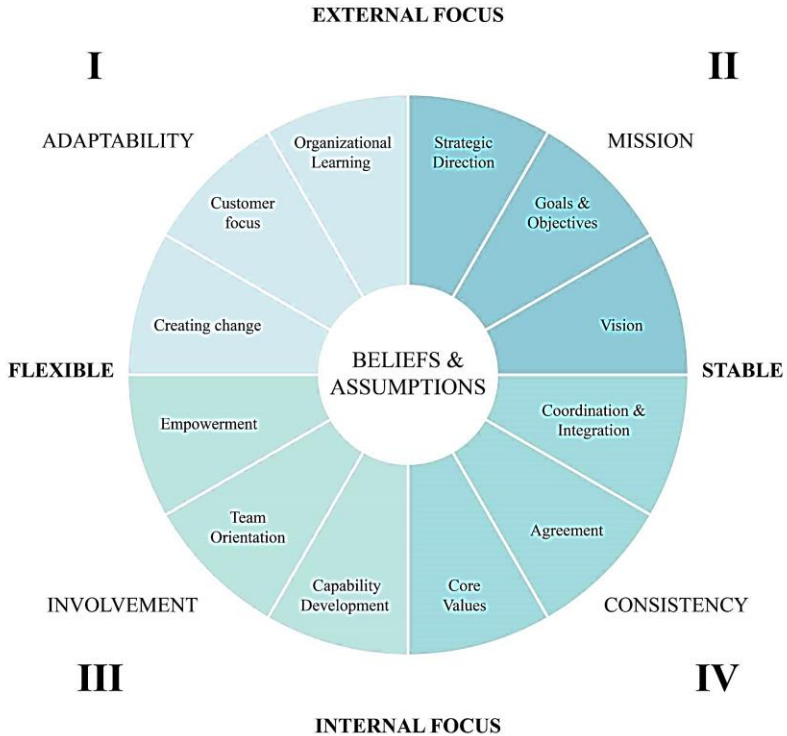 EXTERNAL FOCUS
I
II
ADAPTABILITY
MISSION
Organizational
Learning
Strategic
Direction
Customer
focus
Goals &
Objectives
Creating change
Vision
FLEXIBLE
BELIEFS &
ASSUMPTIONS
STABLE
Empowerment
Coordination &
Integration
Team
Orientation
Agreement
Capability
Development
Core
Values
INVOLVEMENT
CONSISTENCY
III
IV
INTERNAL FOCUS